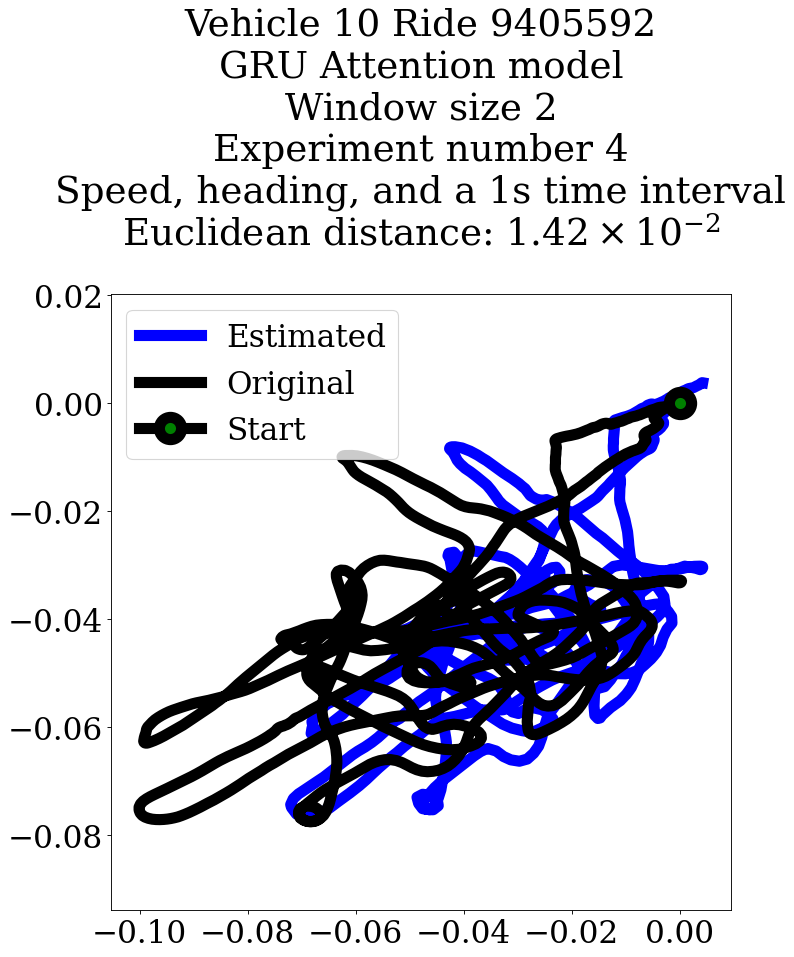 Vehicle 10 Ride 9405592
GRU Attention model
Window size 2
Experiment number 4
Speed, heading, and a 1s time interval
Euclidean distance: 1.42 × 10⁻²
0.02
Estimated
Original
Start
0.00
−0.02
−0.04
−0.06
−0.08
−0.10 −0.08 −0.06 −0.04 −0.02 0.00